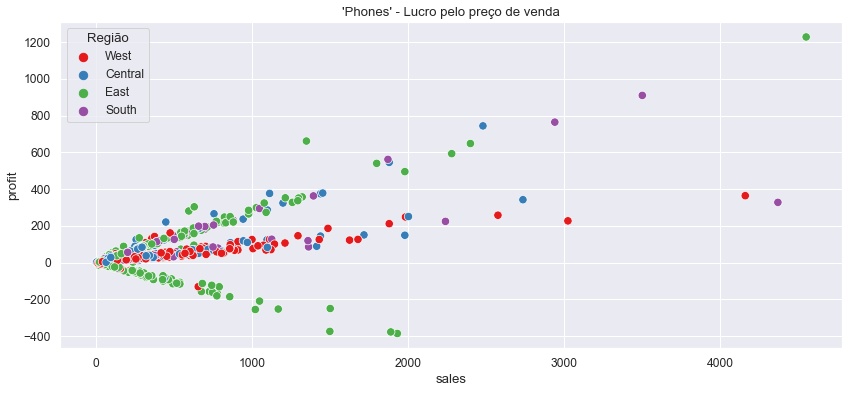 'Phones' - Lucro pelo preço de venda
Região
West
Central
East
South
profit
1200
1000
800
600
400
200
0
−200
−400
0 1000 2000 3000 4000
sales